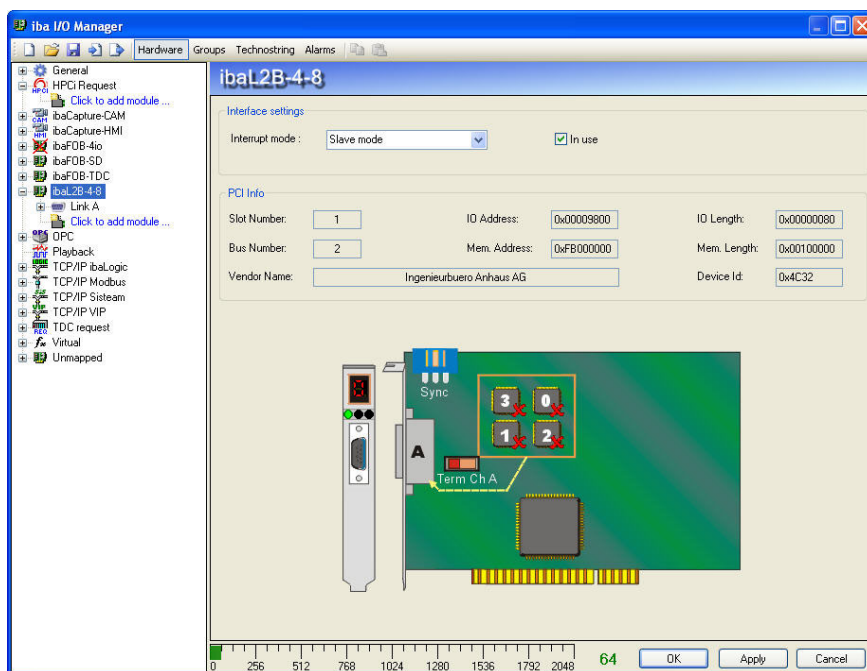 iba I/O Manager
Hardware Groups Technostring Alarms
General
HPCi Request
Click to add module ...
ibaCapture-CAM
ibaCapture-HMI
ibaFOB-4io
ibaFOB-SD
ibaFOB-TDC
ibaL2B-4-8
Link A
Click to add module ...
OPC
Playback
TCP/IP ibaLogic
TCP/IP Modbus
TCP/IP Sisteam
TCP/IP VIP
TDC request
Virtual
Unmapped
ibaL2B-4-8
Interface settings
Interrupt mode : Slave mode In use
PCI Info
Slot Number: 1 IO Address: 0x00009800 IO Length: 0x00000080
Bus Number: 2 Mem. Address: 0xFB000000 Mem. Length: 0x00100000
Vendor Name: Ingenieurbuero Anhaus AG Device Id: 0x4C32
Sync
3 0
1 2
A
Term Ch A
0 256 512 768 1024 1280 1536 1792 2048
64 OK Apply Cancel